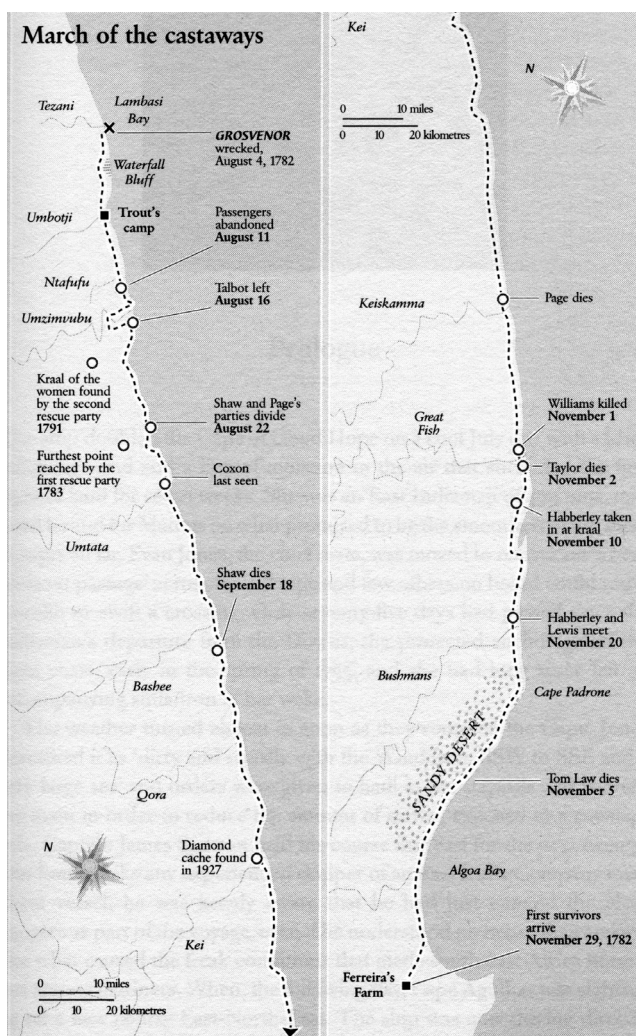 March of the castaways
Tezani
Lambasi
Bay
GROSVENOR
wrecked,
August 4, 1782
Waterfall
Bluff
Umbotji
Trout's
camp
Passengers
abandoned
August 11
Ntafufu
Talbot left
August 16
Umzimvubu
Kraal of the
women found
by the second
rescue party
1791
Shaw and Page's
parties divide
August 22
Furthest point
reached by the
first rescue party
1783
Coxon
last seen
Umtata
Shaw dies
September 18
Bashee
Qora
N
Diamond
cache found
in 1927
Kei
0 10 miles
0 10 20 kilometres
Kei
N
0 10 miles
0 10 20 kilometres
Keiskamma
Page dies
Great
Fish
Williams killed
November 1
Taylor dies
November 2
Habberley taken
in at kraal
November 10
Habberley and
Lewis meet
November 20
Bushmans
Cape Padrone
SANDY DESERT
Tom Law dies
November 5
Algoa Bay
First survivors
arrive
November 29, 1782
Ferreira's
Farm